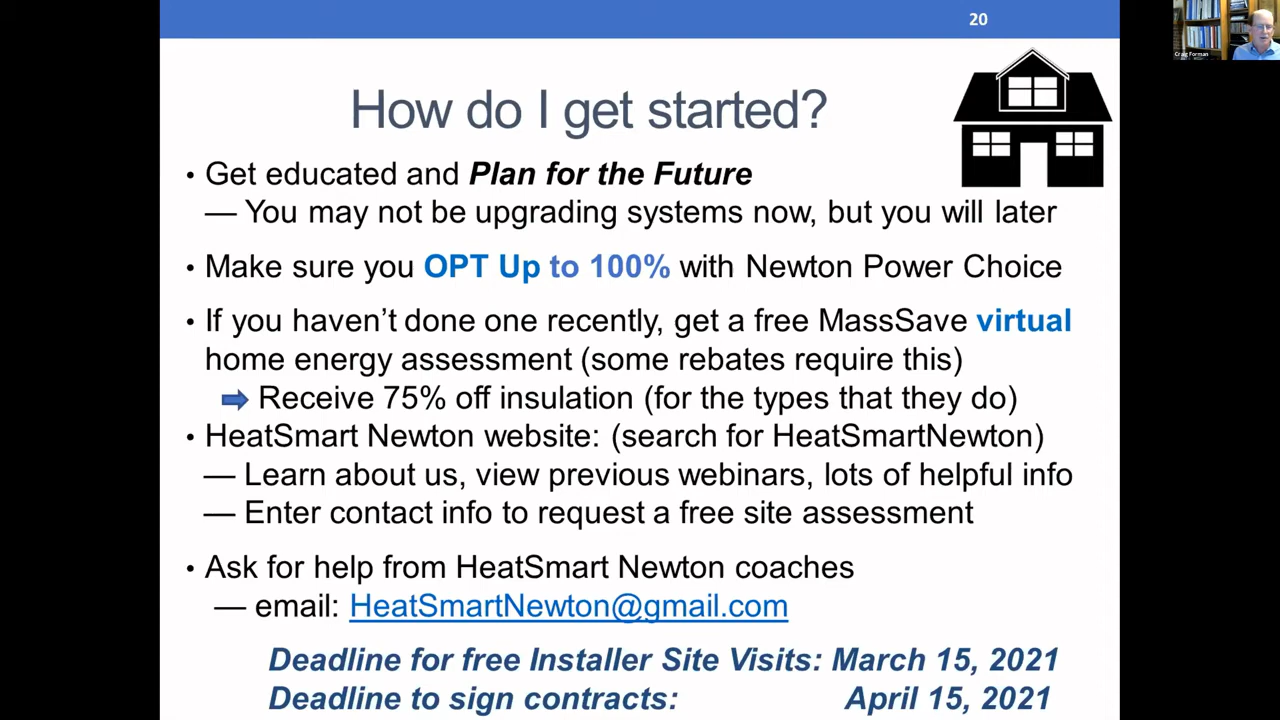 20
Craig Forman
How do I get started?
• Get educated and Plan for the Future
— You may not be upgrading systems now, but you will later
• Make sure you OPT Up to 100% with Newton Power Choice
• If you haven't done one recently, get a free MassSave virtual
home energy assessment (some rebates require this)
Receive 75% off insulation (for the types that they do)
• HeatSmart Newton website: (search for HeatSmartNewton)
— Learn about us, view previous webinars, lots of helpful info
— Enter contact info to request a free site assessment
• Ask for help from HeatSmart Newton coaches
— email: HeatSmartNewton@gmail.com
Deadline for free Installer Site Visits: March 15, 2021
Deadline to sign contracts: April 15, 2021